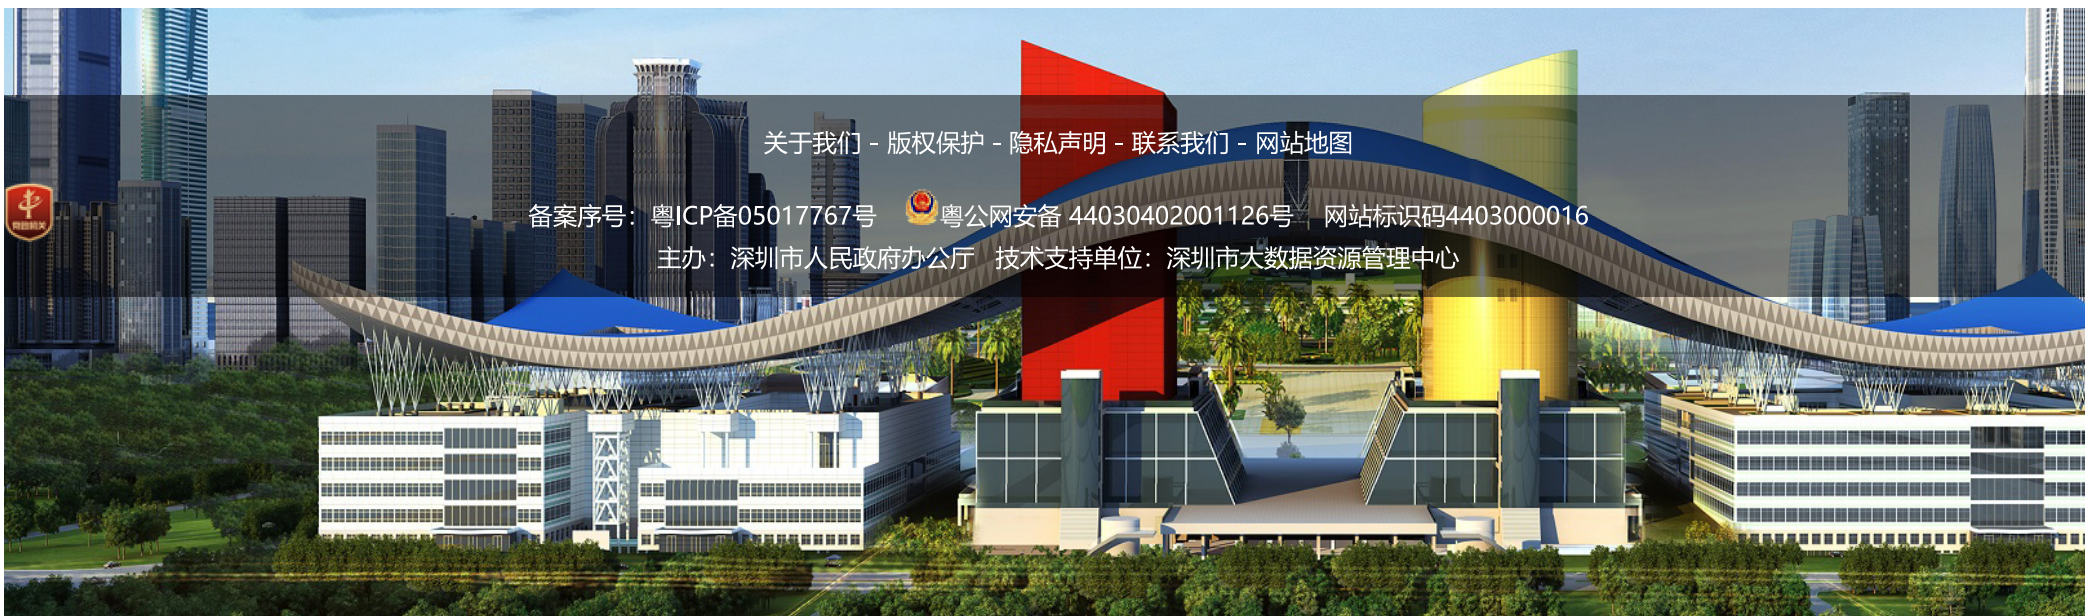 关于我们 - 版权保护 - 隐私声明 - 联系我们 - 网站地图
备案序号：粤ICP备05017767号 粤公网安备 44030402001126号 网站标识码4403000016
党政机关
主办：深圳市人民政府办公厅 技术支持单位：深圳市大数据资源管理中心